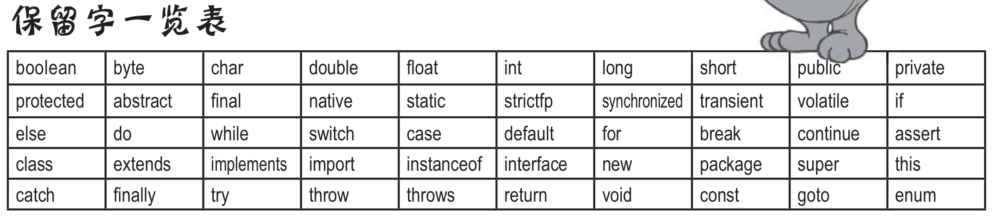 保留字一览表
boolean byte char double float int long short public private
protected abstract final native static strictfp synchronized transient volatile if
else do while switch case default for break continue assert
class extends implements import instanceof interface new package super this
catch finally try throw throws return void const goto enum